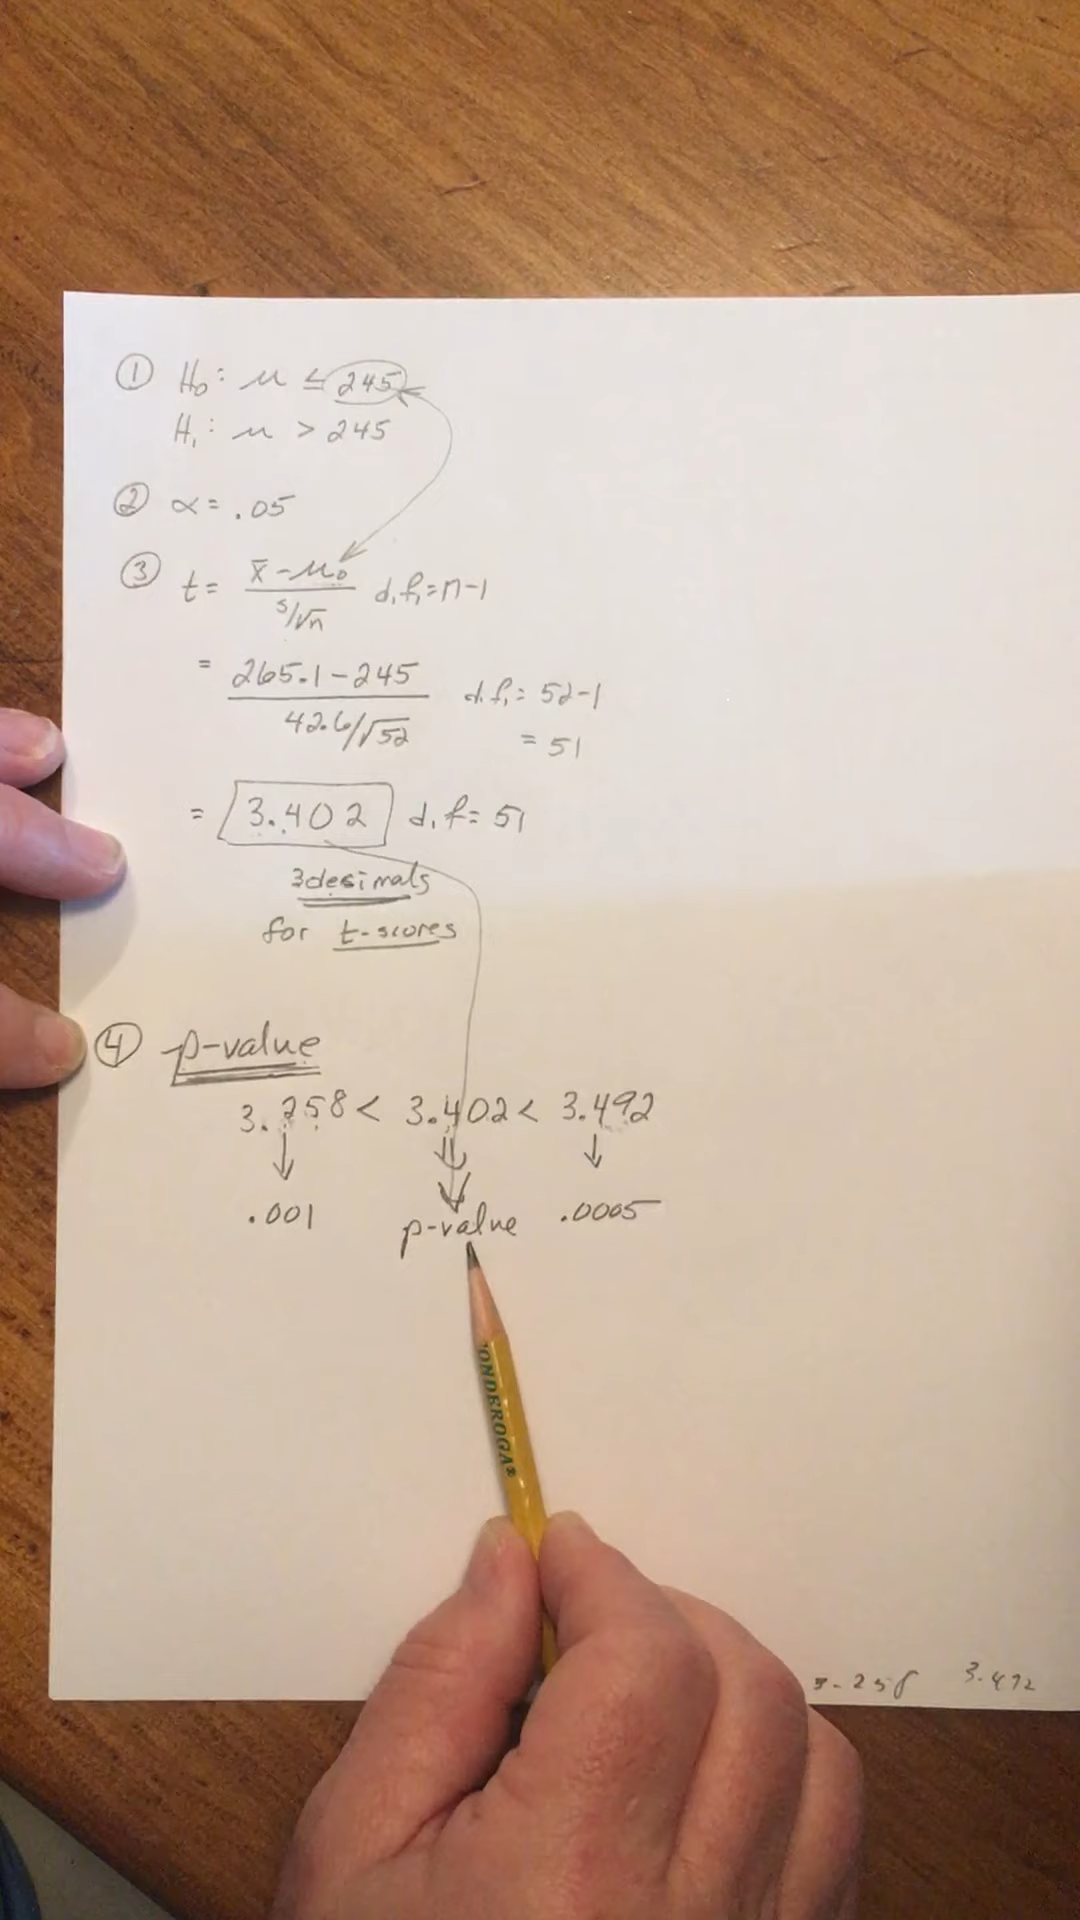 ① H₀: μ ≤ 245
H₁: μ > 245
② α = .05
③ t = x̄ - μ₀ / s/√n d.f. = n-1
= 265.1 - 245 / 42.6/√52 d.f. = 52-1
= 51
= 3.402 d.f = 51
3 desimals
for t-scores
④ p-value
3.258 < 3.402 < 3.492
.001 p-value .0005
ONDEROGA®
3.258 3.492